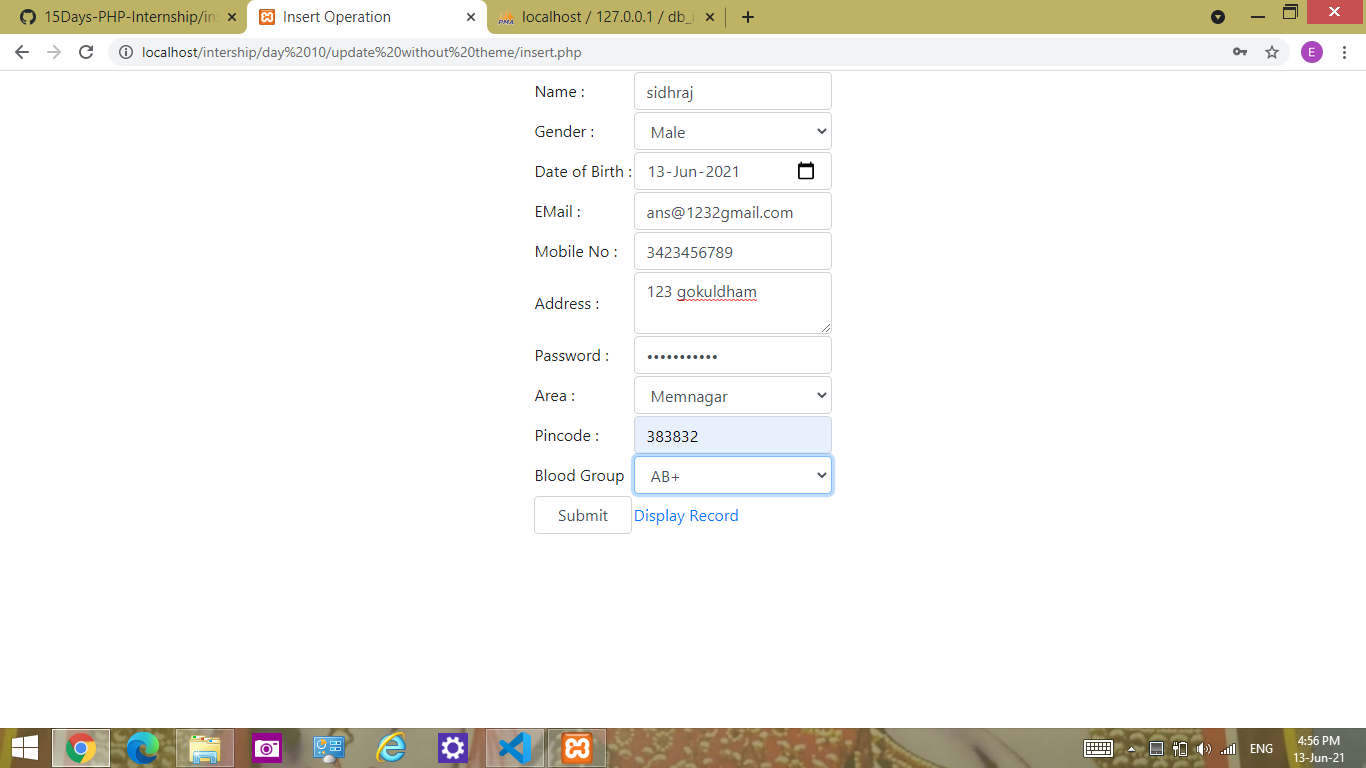 15Days-PHP-Internship/in
Insert Operation
localhost / 127.0.0.1 / db_i
localhost/intership/day%2010/update%20without%20theme/insert.php
E
Name : sidhraj
Gender : Male
Date of Birth : 13-Jun-2021
EMail : ans@1232gmail.com
Mobile No : 3423456789
Address : 123 gokuldham
Password : •••••••••••
Area : Memnagar
Pincode : 383832
Blood Group AB+
Submit Display Record
ENG
4:56 PM
13-Jun-21